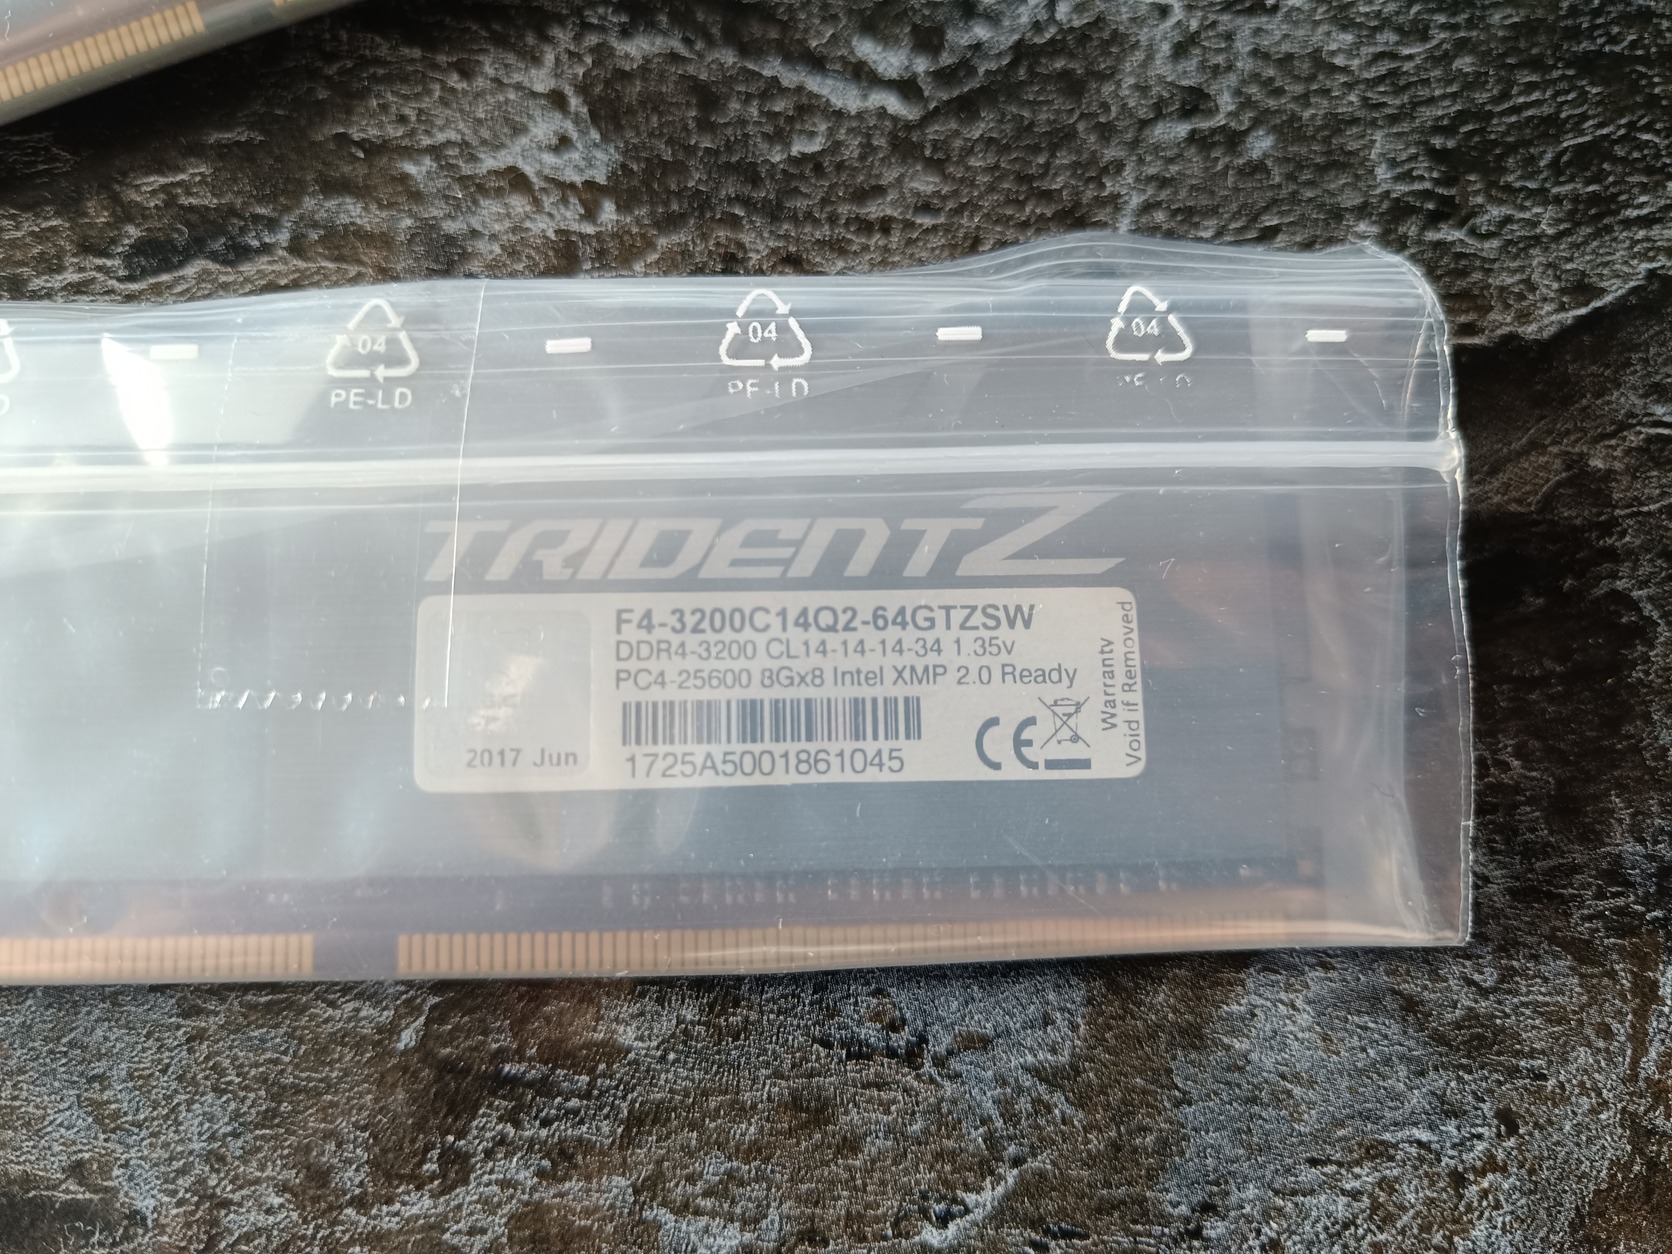 04
PE-LD
04
PE-LD
04
TRIDENTZ
F4-3200C14Q2-64GTZSW
DDR4-3200 CL14-14-14-34 1.35v
PC4-25600 8Gx8 Intel XMP 2.0 Ready
2017 Jun
1725A5001861045
CE
Warranty
Void if Removed